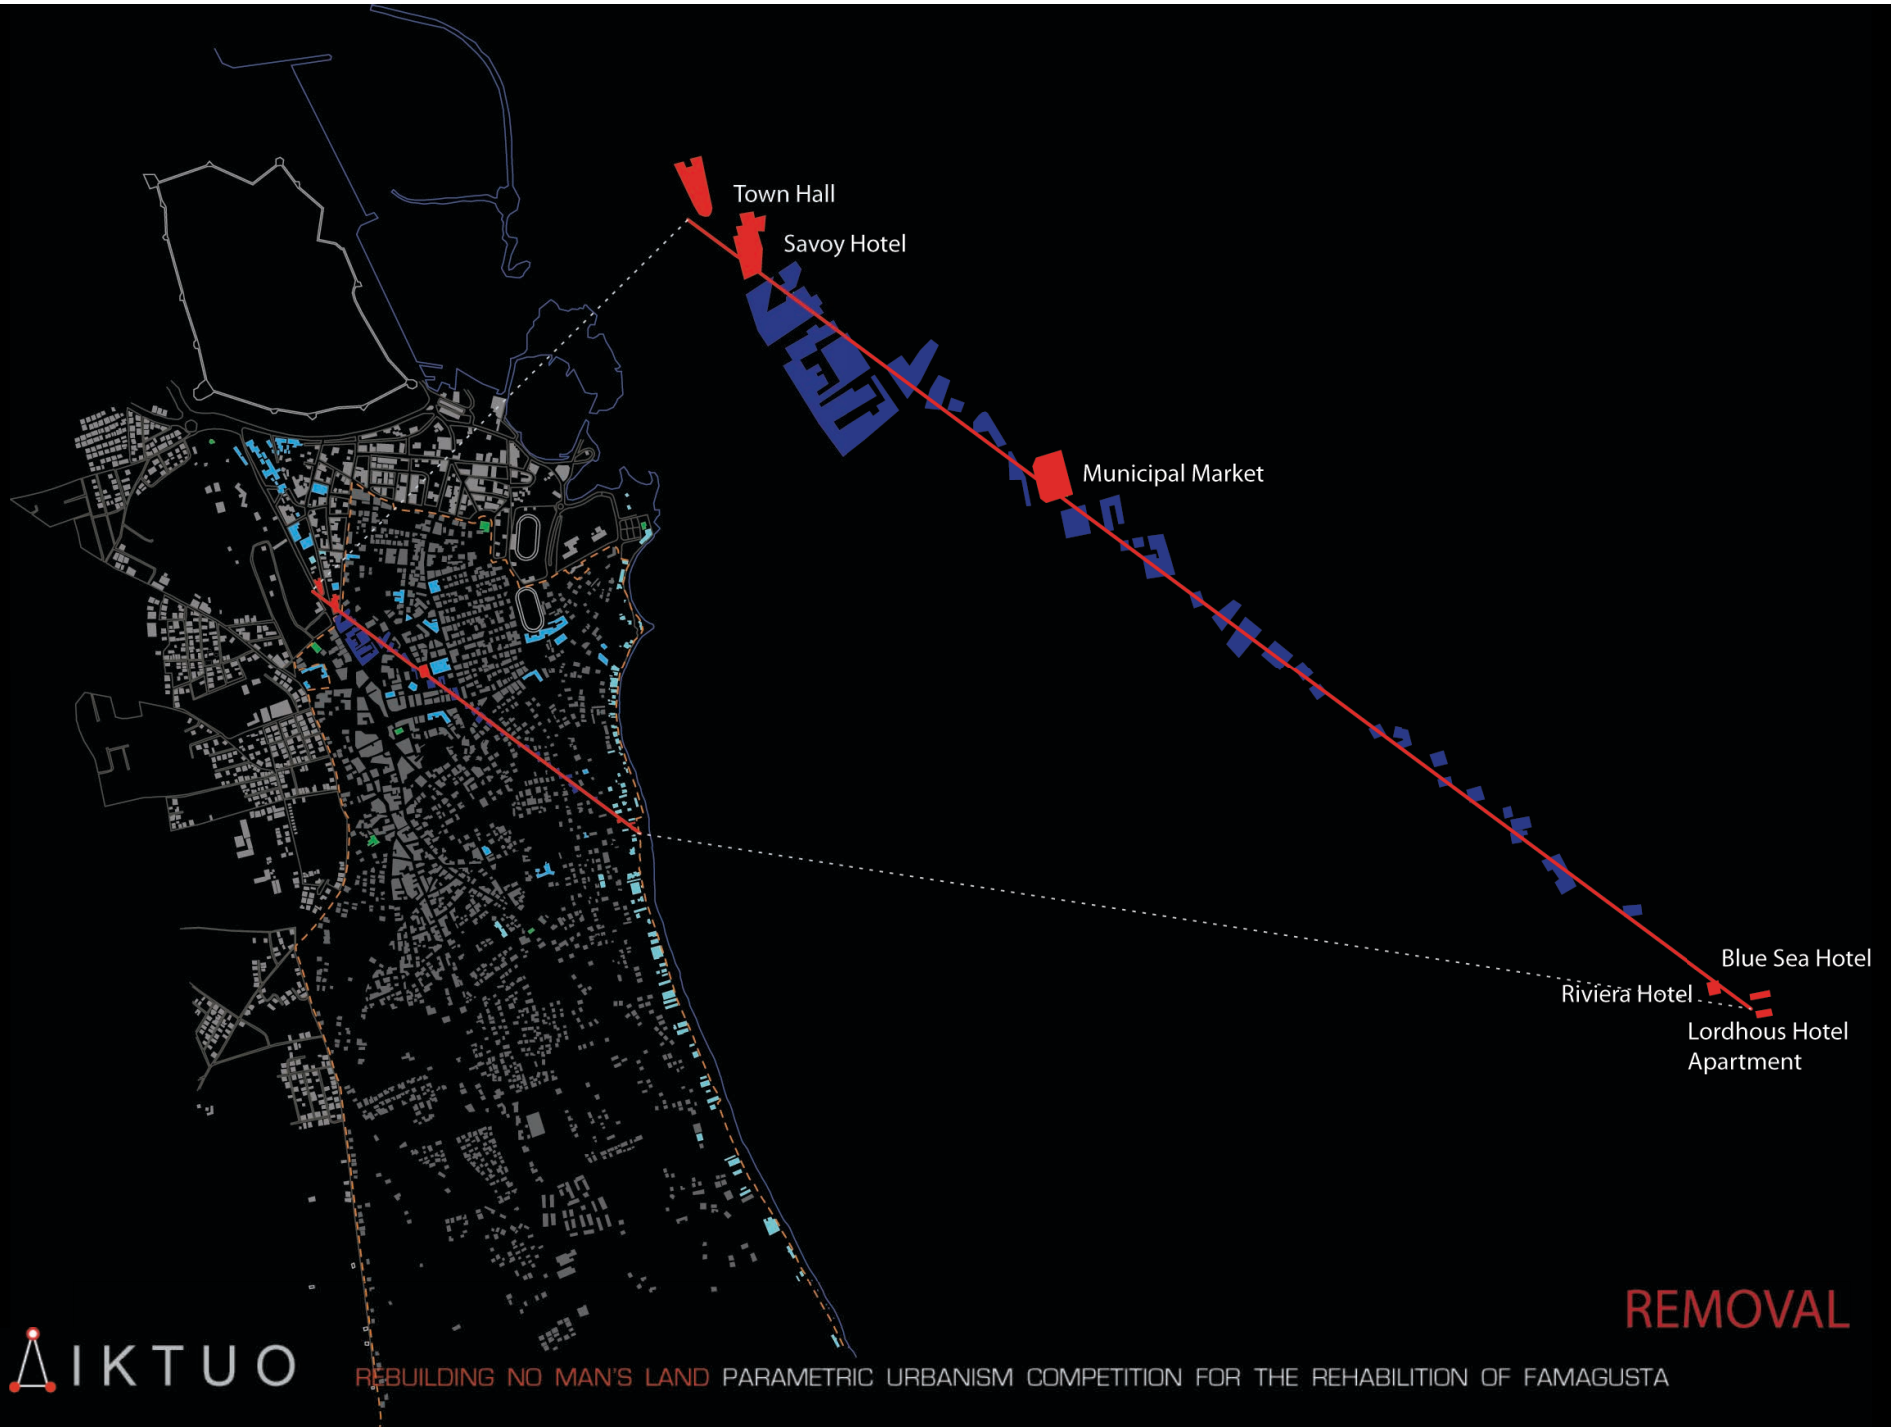 Town Hall
Savoy Hotel
Municipal Market
Blue Sea Hotel
Riviera Hotel
Lordhous Hotel
Apartment
REMOVAL
IKTUO
REBUILDING NO MAN'S LAND PARAMETRIC URBANISM COMPETITION FOR THE REHABILITION OF FAMAGUSTA